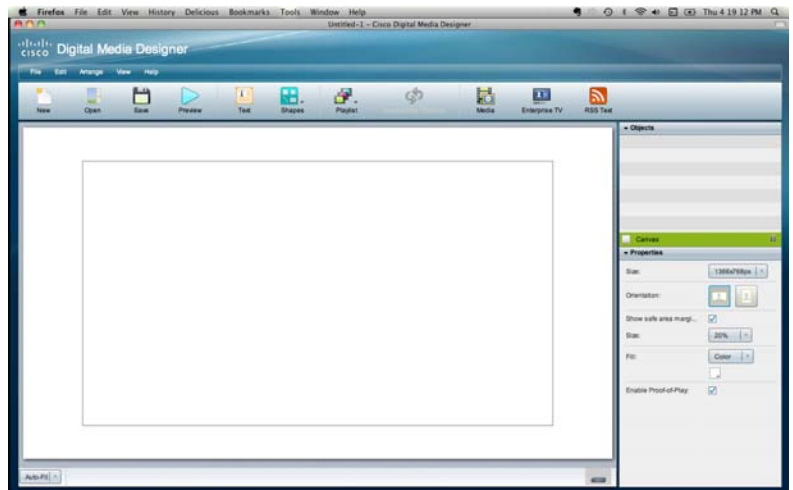 Firefox File Edit View History Delicious Bookmarks Tools Window Help Thu 4 19 12 PM
Untitled-1 – Cisco Digital Media Designer
CISCO Digital Media Designer
File Edit Arrange View Help
New Open Save Preview Text Shapes Playlist Media Enterprise TV RSS Text
Objects
Canvas
Properties
Size: 1366x768px
Orientation:
Show safe area margi...
Size: 20%
Fill: Color
Enable Proof-of-Play:
Auto-Fit